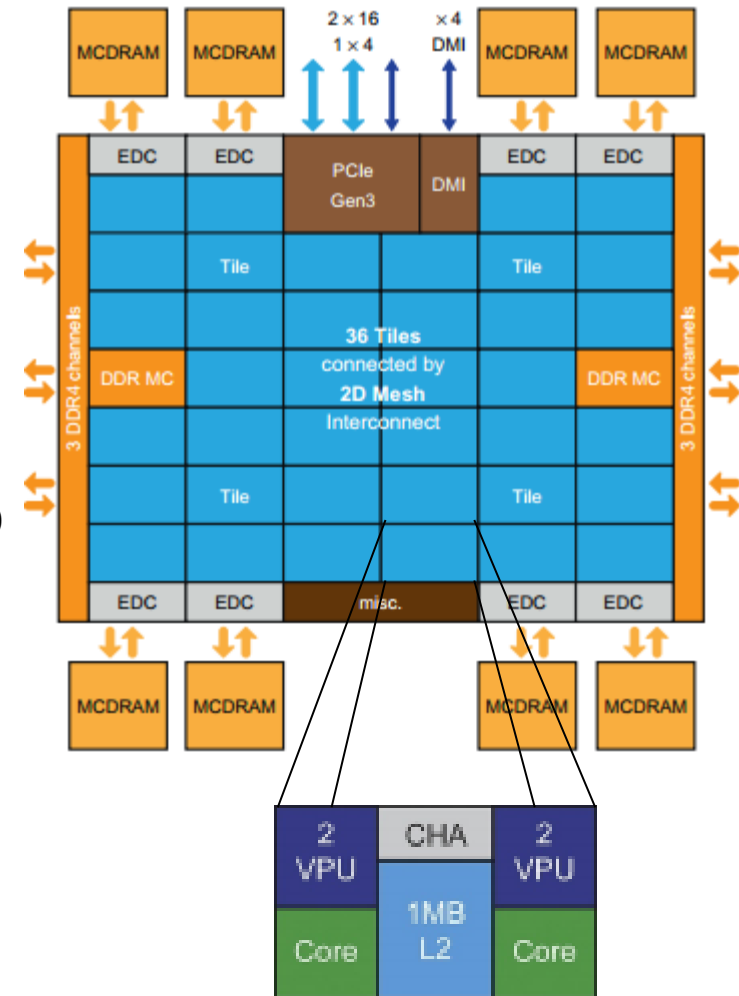 2 × 16
1 × 4
× 4
DMI
MCDRAM
MCDRAM
MCDRAM
MCDRAM
EDC
EDC
PCIe
Gen3
DMI
EDC
EDC
Tile
Tile
3 DDR4 channels
36 Tiles
connected by
2D Mesh
Interconnect
DDR MC
DDR MC
3 DDR4 channels
Tile
Tile
)
EDC
EDC
misc.
EDC
EDC
MCDRAM
MCDRAM
MCDRAM
MCDRAM
2
VPU
CHA
2
VPU
1MB
L2
Core
Core